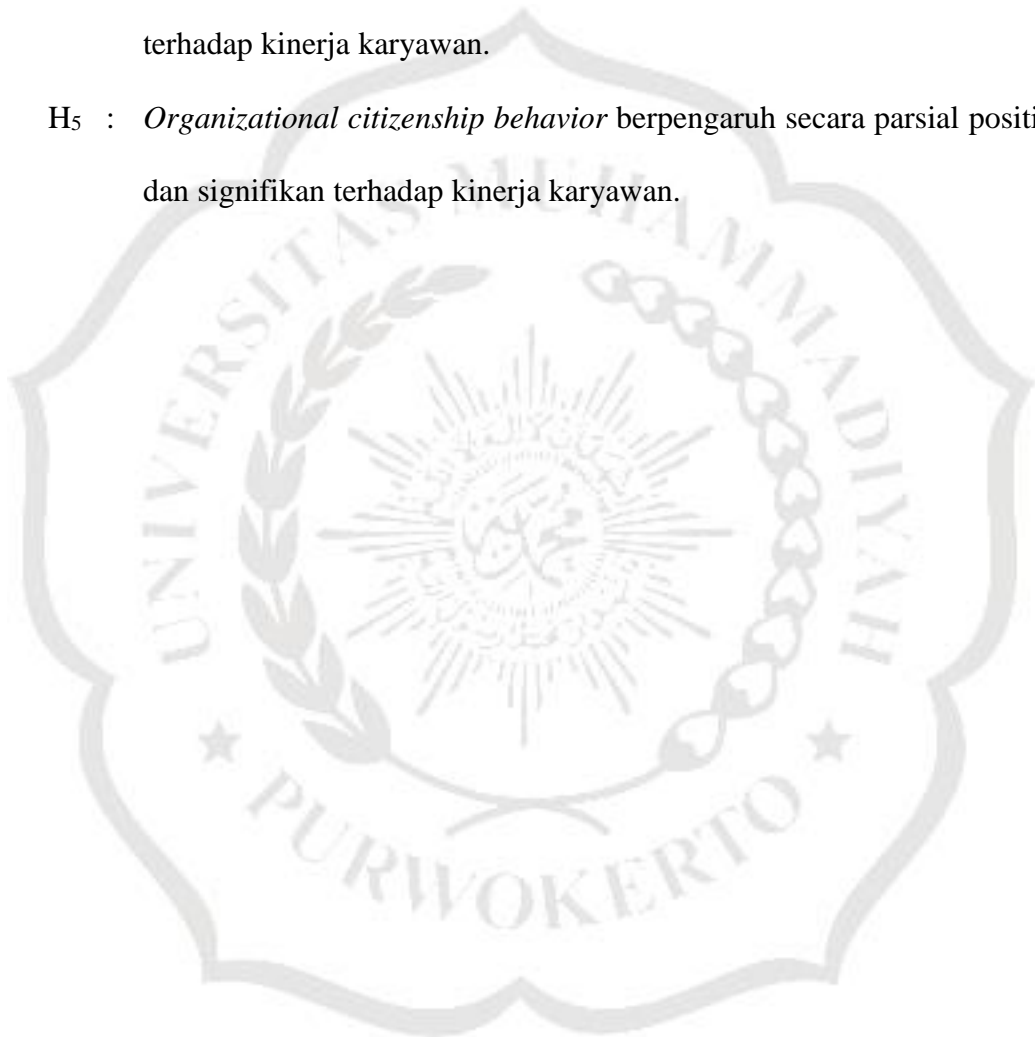 terhadap kinerja karyawan.
H₅ : Organizational citizenship behavior berpengaruh secara parsial positi
dan signifikan terhadap kinerja karyawan.
UNIVERSITAS MUHAMMADIYAH
PURWOKERTO